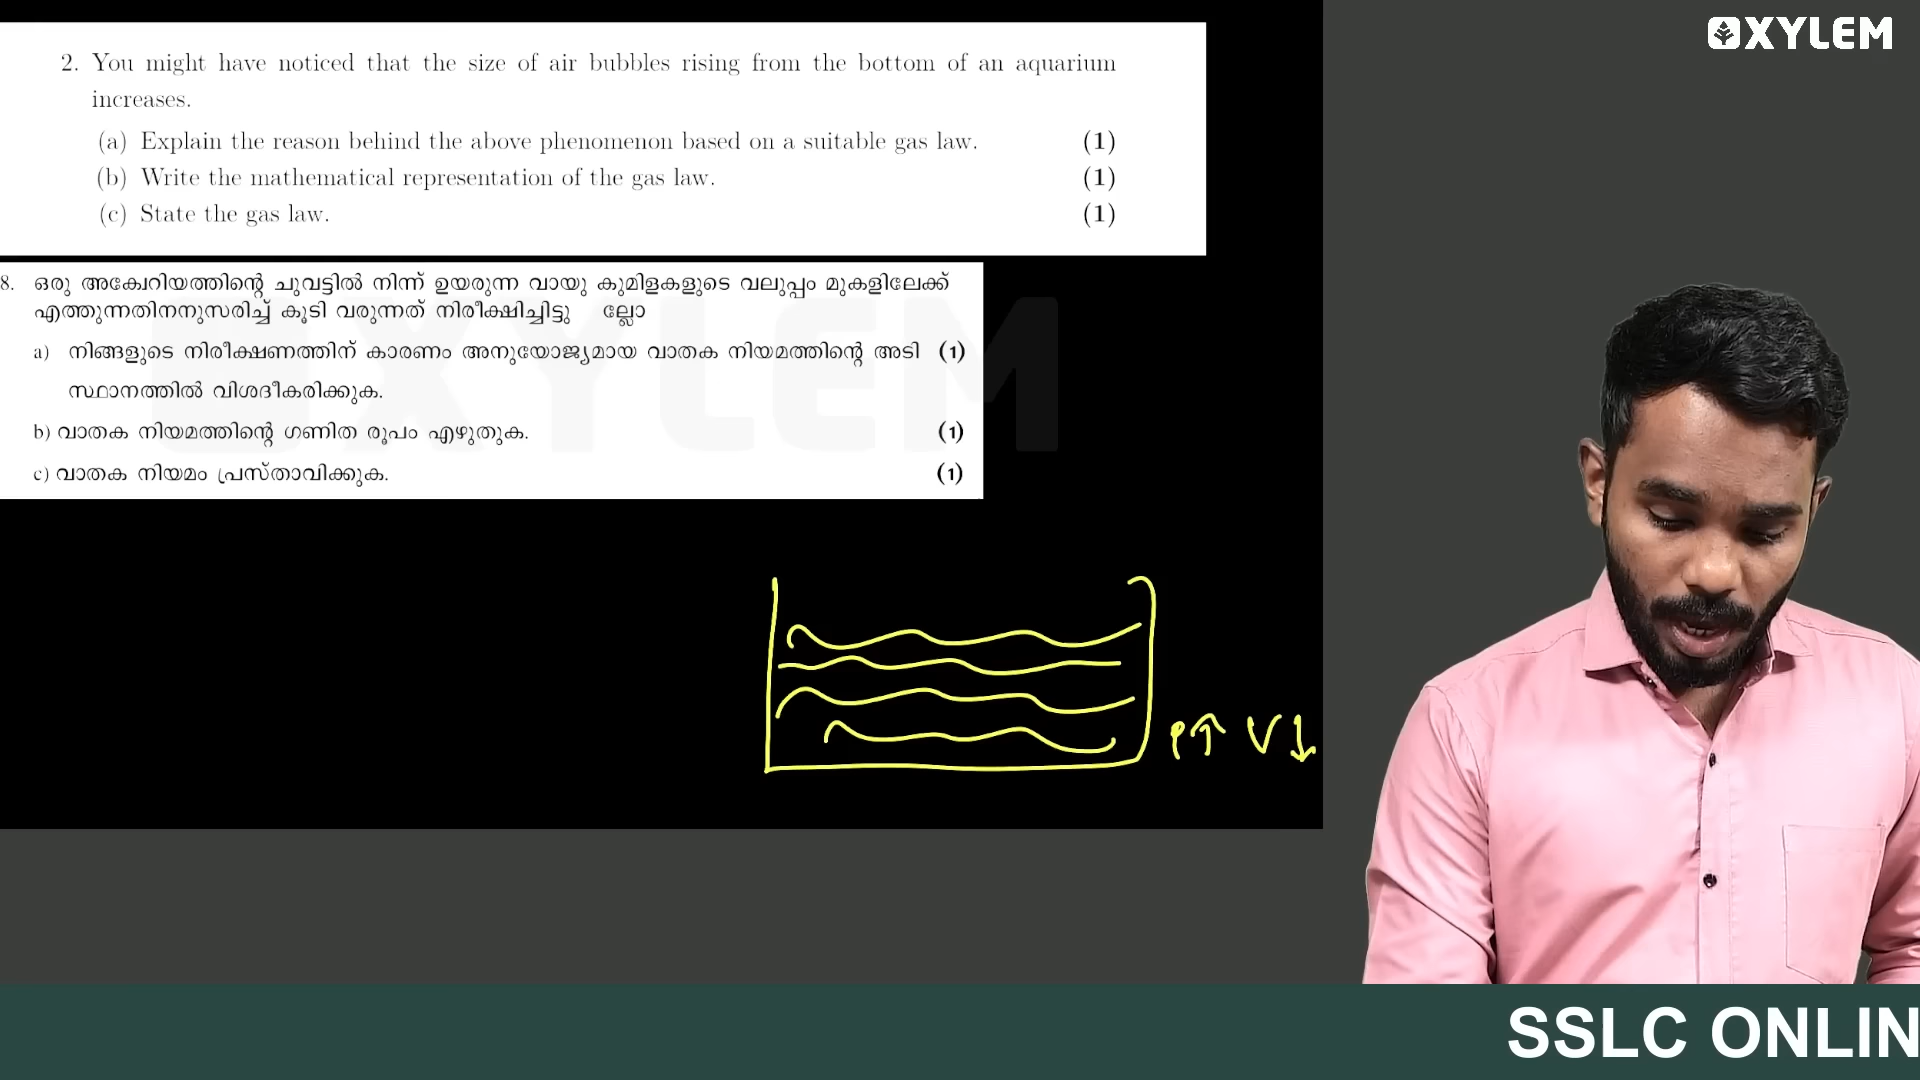 XYLEM
2. You might have noticed that the size of air bubbles rising from the bottom of an aquarium
increases.
(a) Explain the reason behind the above phenomenon based on a suitable gas law. (1)
(b) Write the mathematical representation of the gas law. (1)
(c) State the gas law. (1)
8. ഒരു അക്വേറിയത്തിന്റെ ചുവട്ടിൽ നിന്ന് ഉയരുന്ന വായു കുമിളകളുടെ വലുപ്പം മുകളിലേക്ക്
എത്തുന്നതിനനുസരിച്ച് കൂടി വരുന്നത് നിരീക്ഷിച്ചിട്ടു ല്ലോ
a) നിങ്ങളുടെ നിരീക്ഷണത്തിന് കാരണം അനുയോജ്യമായ വാതക നിയമത്തിന്റെ അടി (1)
സ്ഥാനത്തിൽ വിശദീകരിക്കുക.
b) വാതക നിയമത്തിന്റെ ഗണിത രൂപം എഴുതുക. (1)
c) വാതക നിയമം പ്രസ്താവിക്കുക. (1)
XYLEM
P↑ V↓
SSLC ONLIN